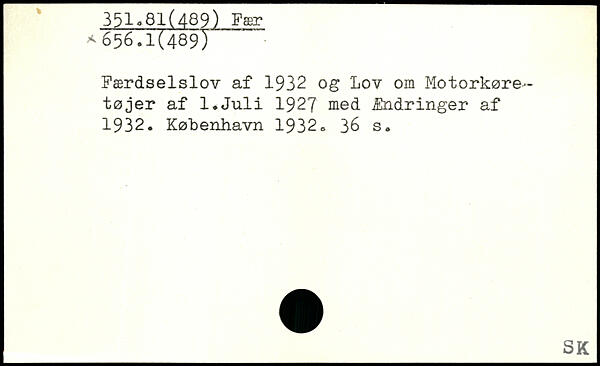 351.81(489) Fær
×656.1(489)
Færdselslov af 1932 og Lov om Motorkøre-
tøjer af 1.Juli 1927 med Ændringer af
1932. København 1932. 36 s.
SK